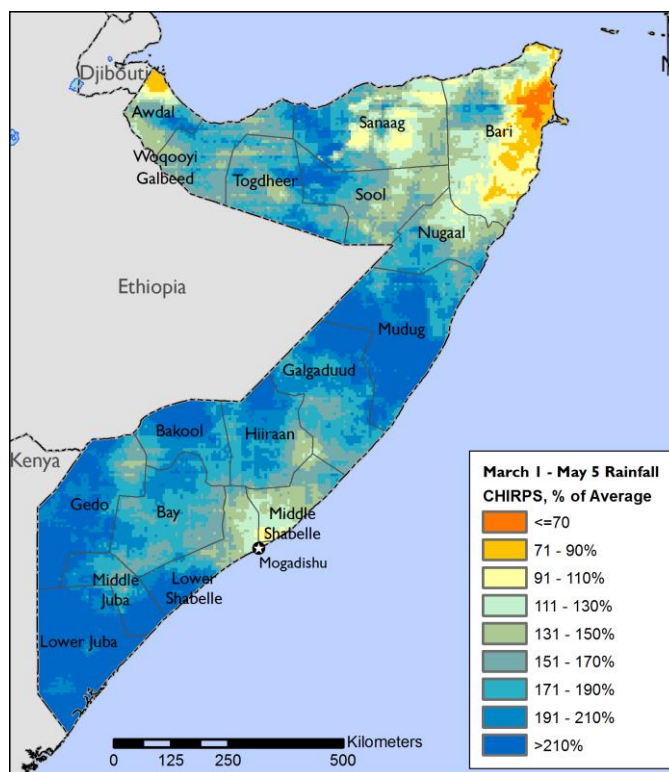 N
Djibouti
Awdal
Sanaag
Bari
Woqooyi
Galbeed
Togdheer
Sool
Nugaal
Ethiopia
Mudug
Galgaduud
Bakool
Hiiraan
Kenya
Gedo
Bay
Middle
Shabelle
Mogadishu
Middle
Juba
Lower
Shabelle
Lower Juba
March 1 - May 5 Rainfall
CHIRPS, % of Average
<=70
71 - 90%
91 - 110%
111 - 130%
131 - 150%
151 - 170%
171 - 190%
191 - 210%
>210%
Kilometers
0 125 250 500